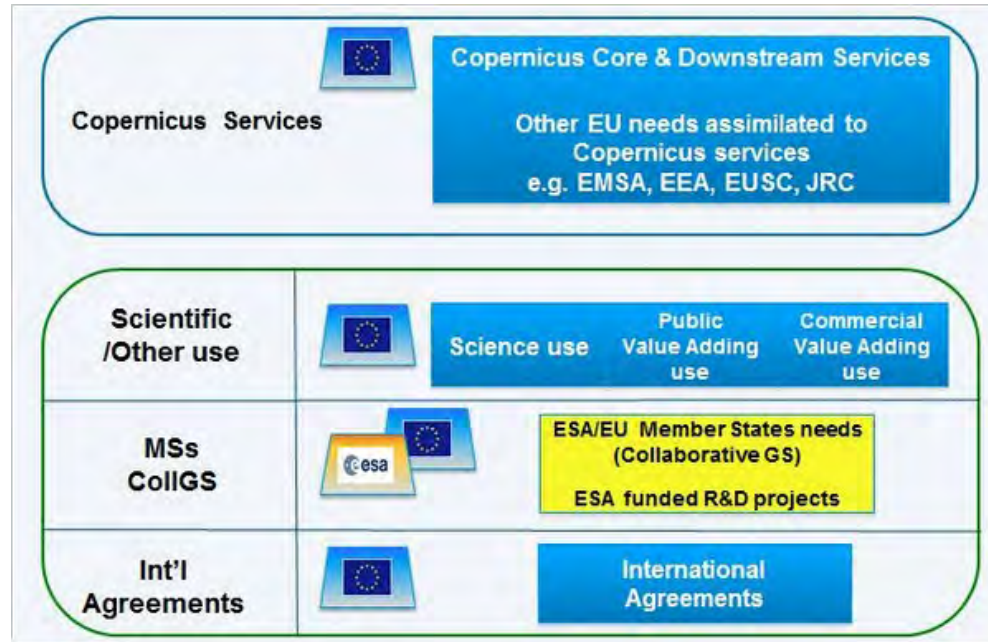 Copernicus Services
Copernicus Core & Downstream Services
Other EU needs assimilated to
Copernicus services
e.g. EMSA, EEA, EUSC, JRC
Scientific
/Other use
Science use
Public
Value Adding
use
Commercial
Value Adding
use
MSs
CollGS
esa
ESA/EU Member States needs
(Collaborative GS)
ESA funded R&D projects
Int'l
Agreements
International
Agreements